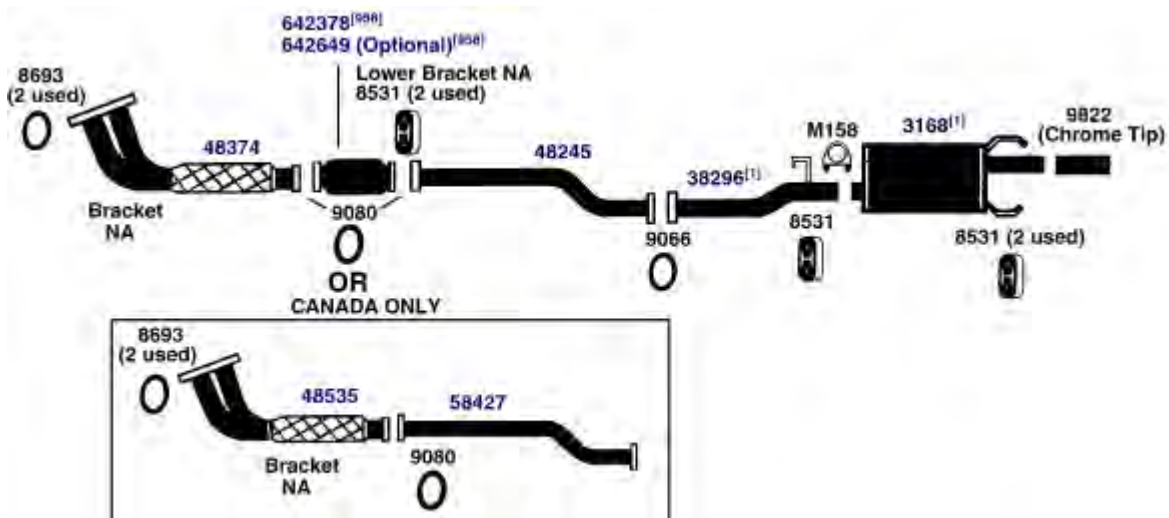 642378[998]
642649 (Optional)[958]
Lower Bracket NA
8531 (2 used)
8693
(2 used)
48374
Bracket
NA
9080
48245
9066
38296[1]
M158
8531
3168[1]
9822
(Chrome Tip)
8531 (2 used)
OR
CANADA ONLY
8693
(2 used)
48535
Bracket
NA
58427
9080